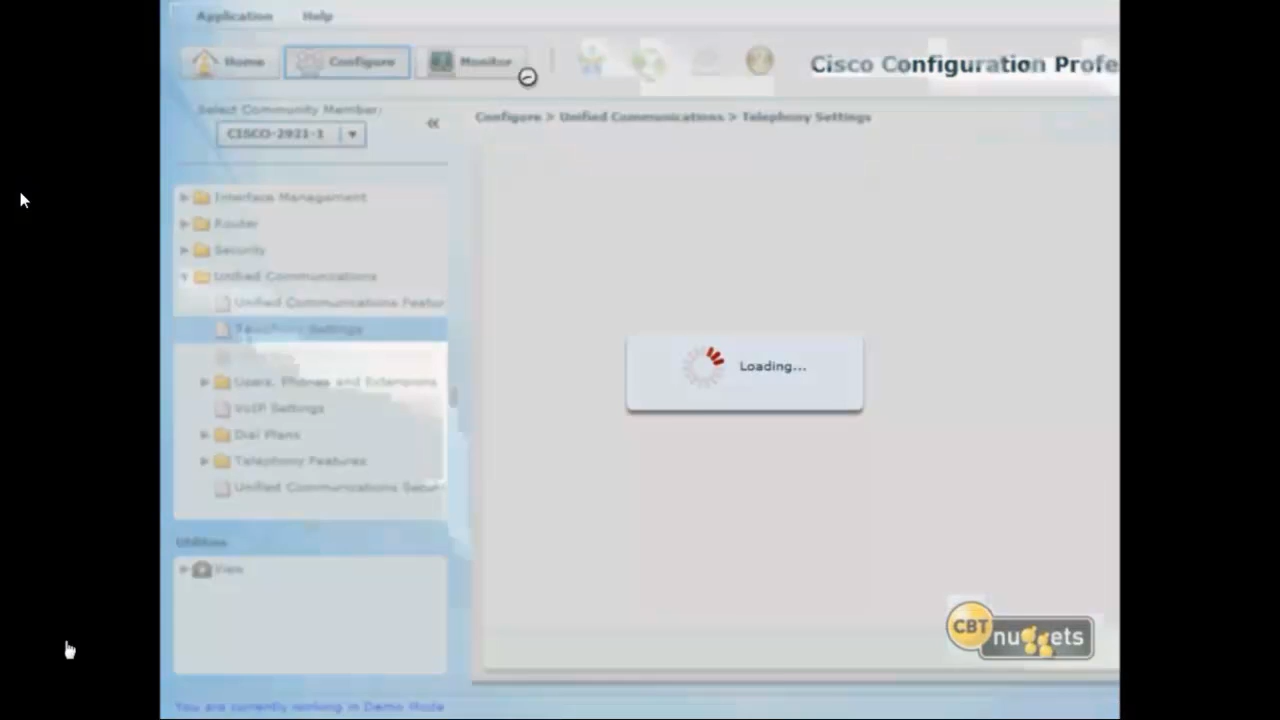 Application Help
Home Configure Monitor
Cisco Configuration Profe
Select Community Member:
CISCO-2921-1
Configure > Unified Communications > Telephony Settings
Interface Management
Router
Security
Unified Communications
Unified Communications Featur
Telephony Settings
Users, Phones and Extensions
VoIP Settings
Dial Plans
Telephony Features
Unified Communications Secur
Loading...
Utilities
View
CBT nuggets
You are currently working in Demo Mode